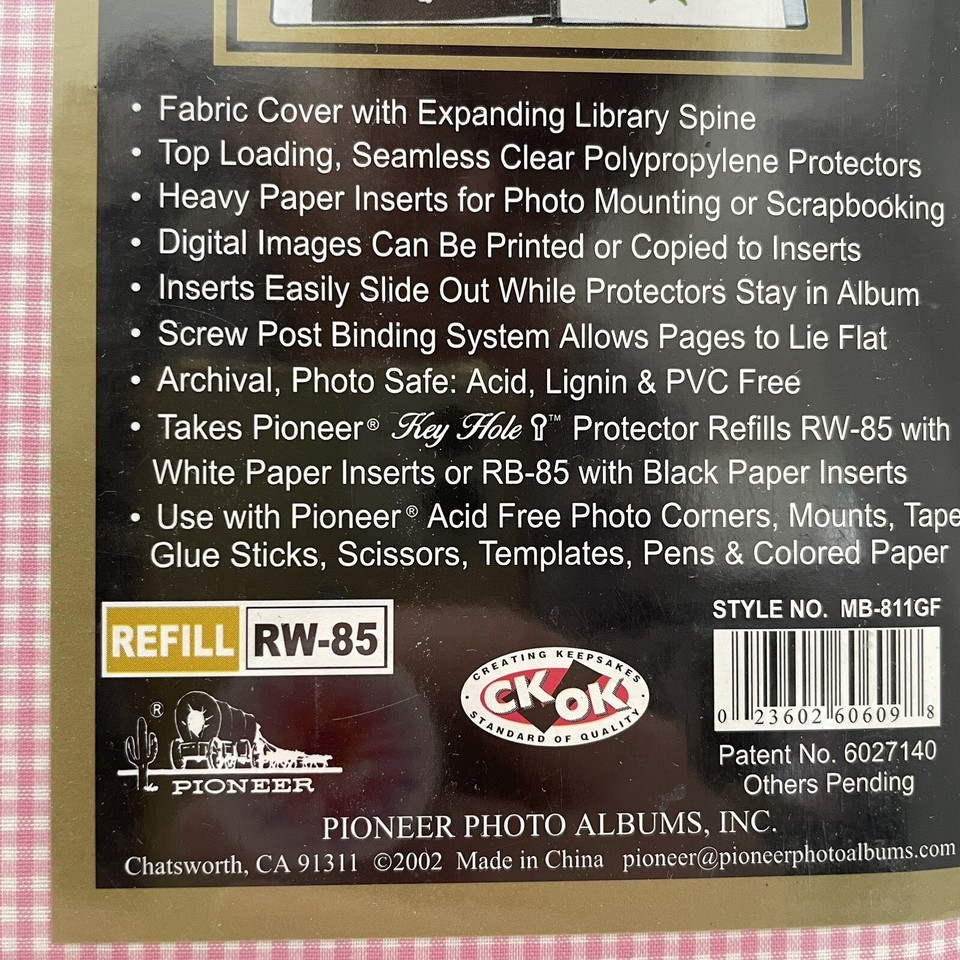 • Fabric Cover with Expanding Library Spine
• Top Loading, Seamless Clear Polypropylene Protectors
• Heavy Paper Inserts for Photo Mounting or Scrapbooking
• Digital Images Can Be Printed or Copied to Inserts
• Inserts Easily Slide Out While Protectors Stay in Album
• Screw Post Binding System Allows Pages to Lie Flat
• Archival, Photo Safe: Acid, Lignin & PVC Free
• Takes Pioneer® Key Hole ™ Protector Refills RW-85 with
White Paper Inserts or RB-85 with Black Paper Inserts
• Use with Pioneer® Acid Free Photo Corners, Mounts, Tape
Glue Sticks, Scissors, Templates, Pens & Colored Paper
REFILL RW-85
®
PIONEER
CREATING KEEPSAKES
CK OK
STANDARD OF QUALITY
STYLE NO. MB-811GF
0 23602 60609 8
Patent No. 6027140
Others Pending
PIONEER PHOTO ALBUMS, INC.
Chatsworth, CA 91311 ©2002 Made in China pioneer@pioneerphotoalbums.com